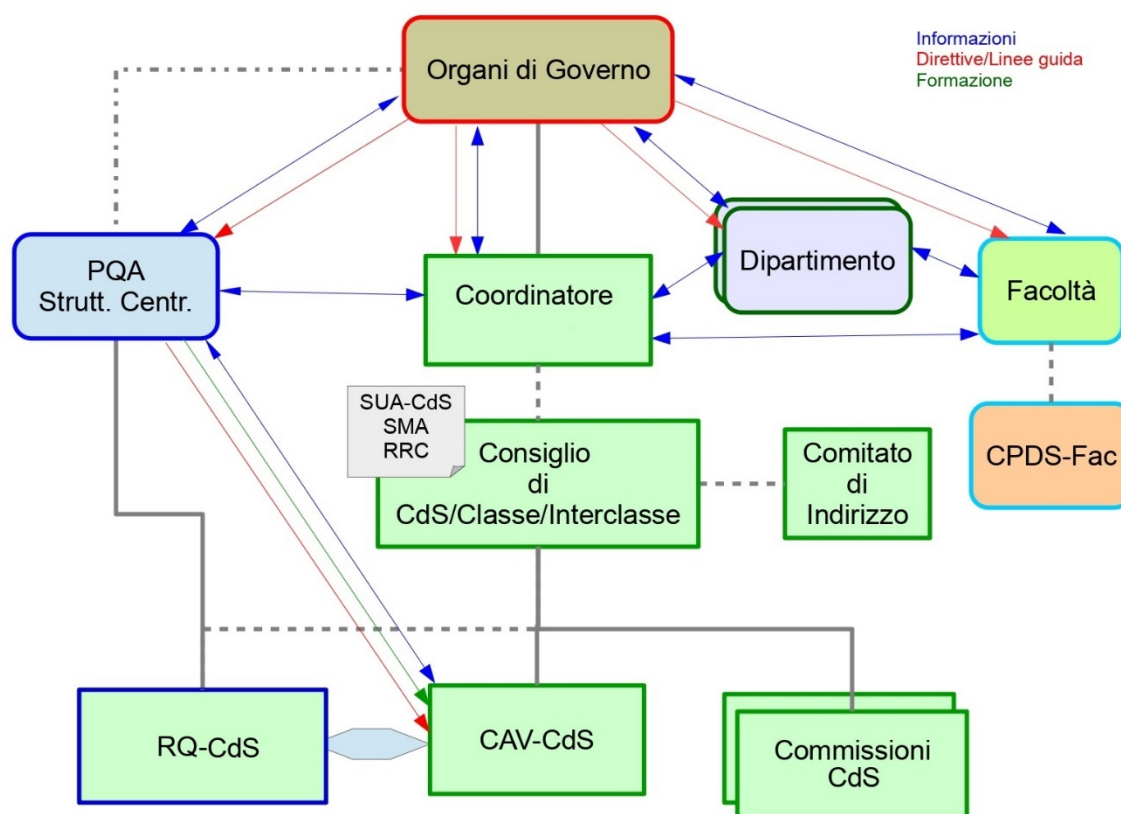 Organi di Governo
Informazioni
Direttive/Linee guida
Formazione
PQA
Strutt. Centr.
Coordinatore
Dipartimento
Facoltà
SUA-CdS
SMA
RRC
Consiglio
di
CdS/Classe/Interclasse
Comitato
di
Indirizzo
CPDS-Fac
RQ-CdS
CAV-CdS
Commissioni
CdS